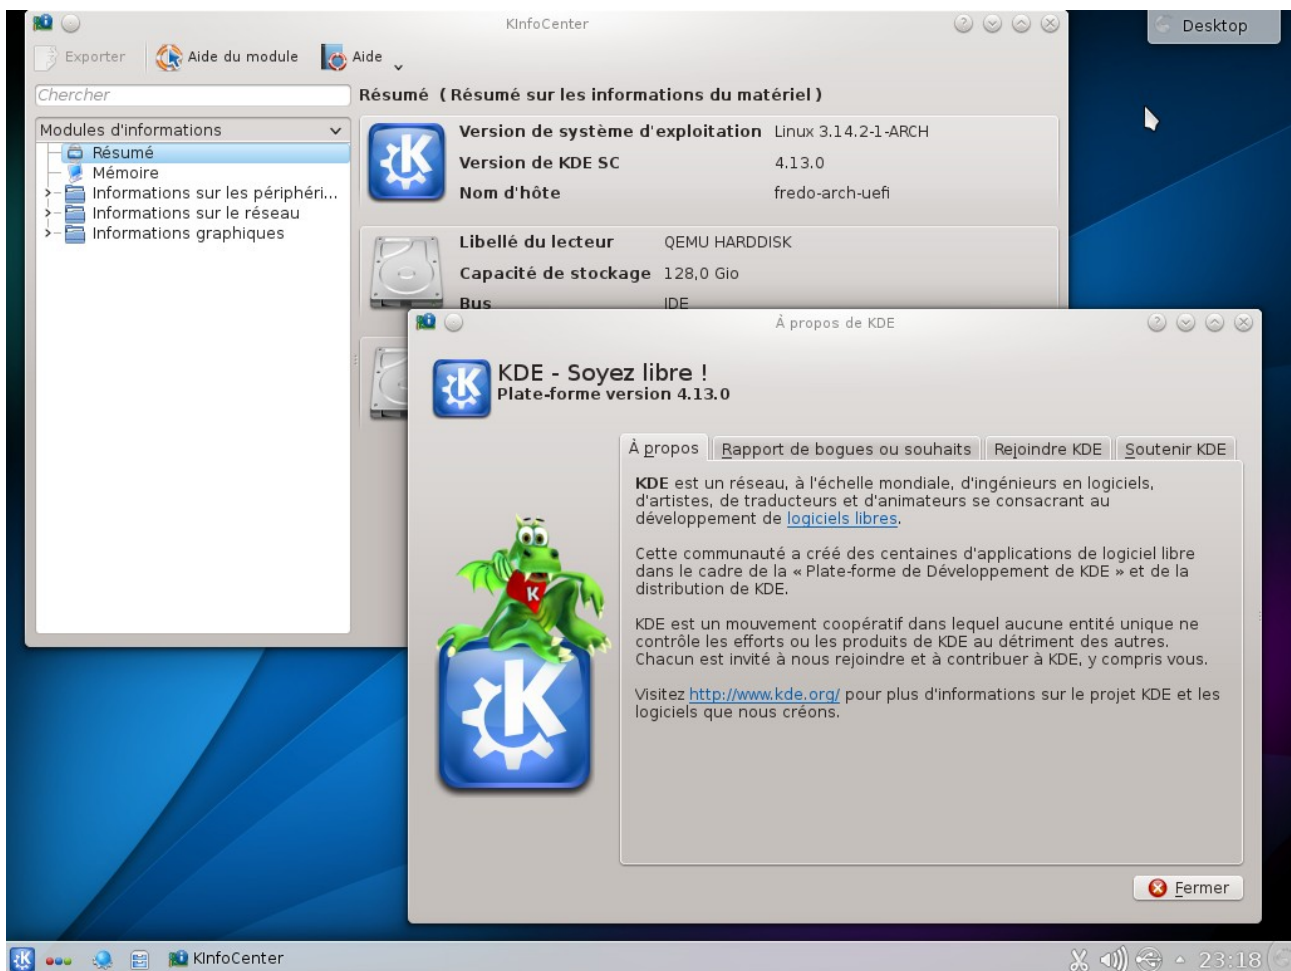 KInfoCenter
Desktop
Exporter Aide du module Aide
Chercher
Résumé ( Résumé sur les informations du matériel )
Modules d'informations
Résumé
Mémoire
Informations sur les périphéri...
Informations sur le réseau
Informations graphiques
Version de système d'exploitation Linux 3.14.2-1-ARCH
Version de KDE SC 4.13.0
Nom d'hôte fredo-arch-uefi
Libellé du lecteur QEMU HARDDISK
Capacité de stockage 128,0 Gio
Bus IDE
À propos de KDE
KDE - Soyez libre !
Plate-forme version 4.13.0
À propos Rapport de bogues ou souhaits Rejoindre KDE Soutenir KDE
KDE est un réseau, à l'échelle mondiale, d'ingénieurs en logiciels,
d'artistes, de traducteurs et d'animateurs se consacrant au
développement de logiciels libres.
Cette communauté a créé des centaines d'applications de logiciel libre
dans le cadre de la « Plate-forme de Développement de KDE » et de la
distribution de KDE.
KDE est un mouvement coopératif dans lequel aucune entité unique ne
contrôle les efforts ou les produits de KDE au détriment des autres.
Chacun est invité à nous rejoindre et à contribuer à KDE, y compris vous.
Visitez http://www.kde.org/ pour plus d'informations sur le projet KDE et les
logiciels que nous créons.
Fermer
KInfoCenter
23:18